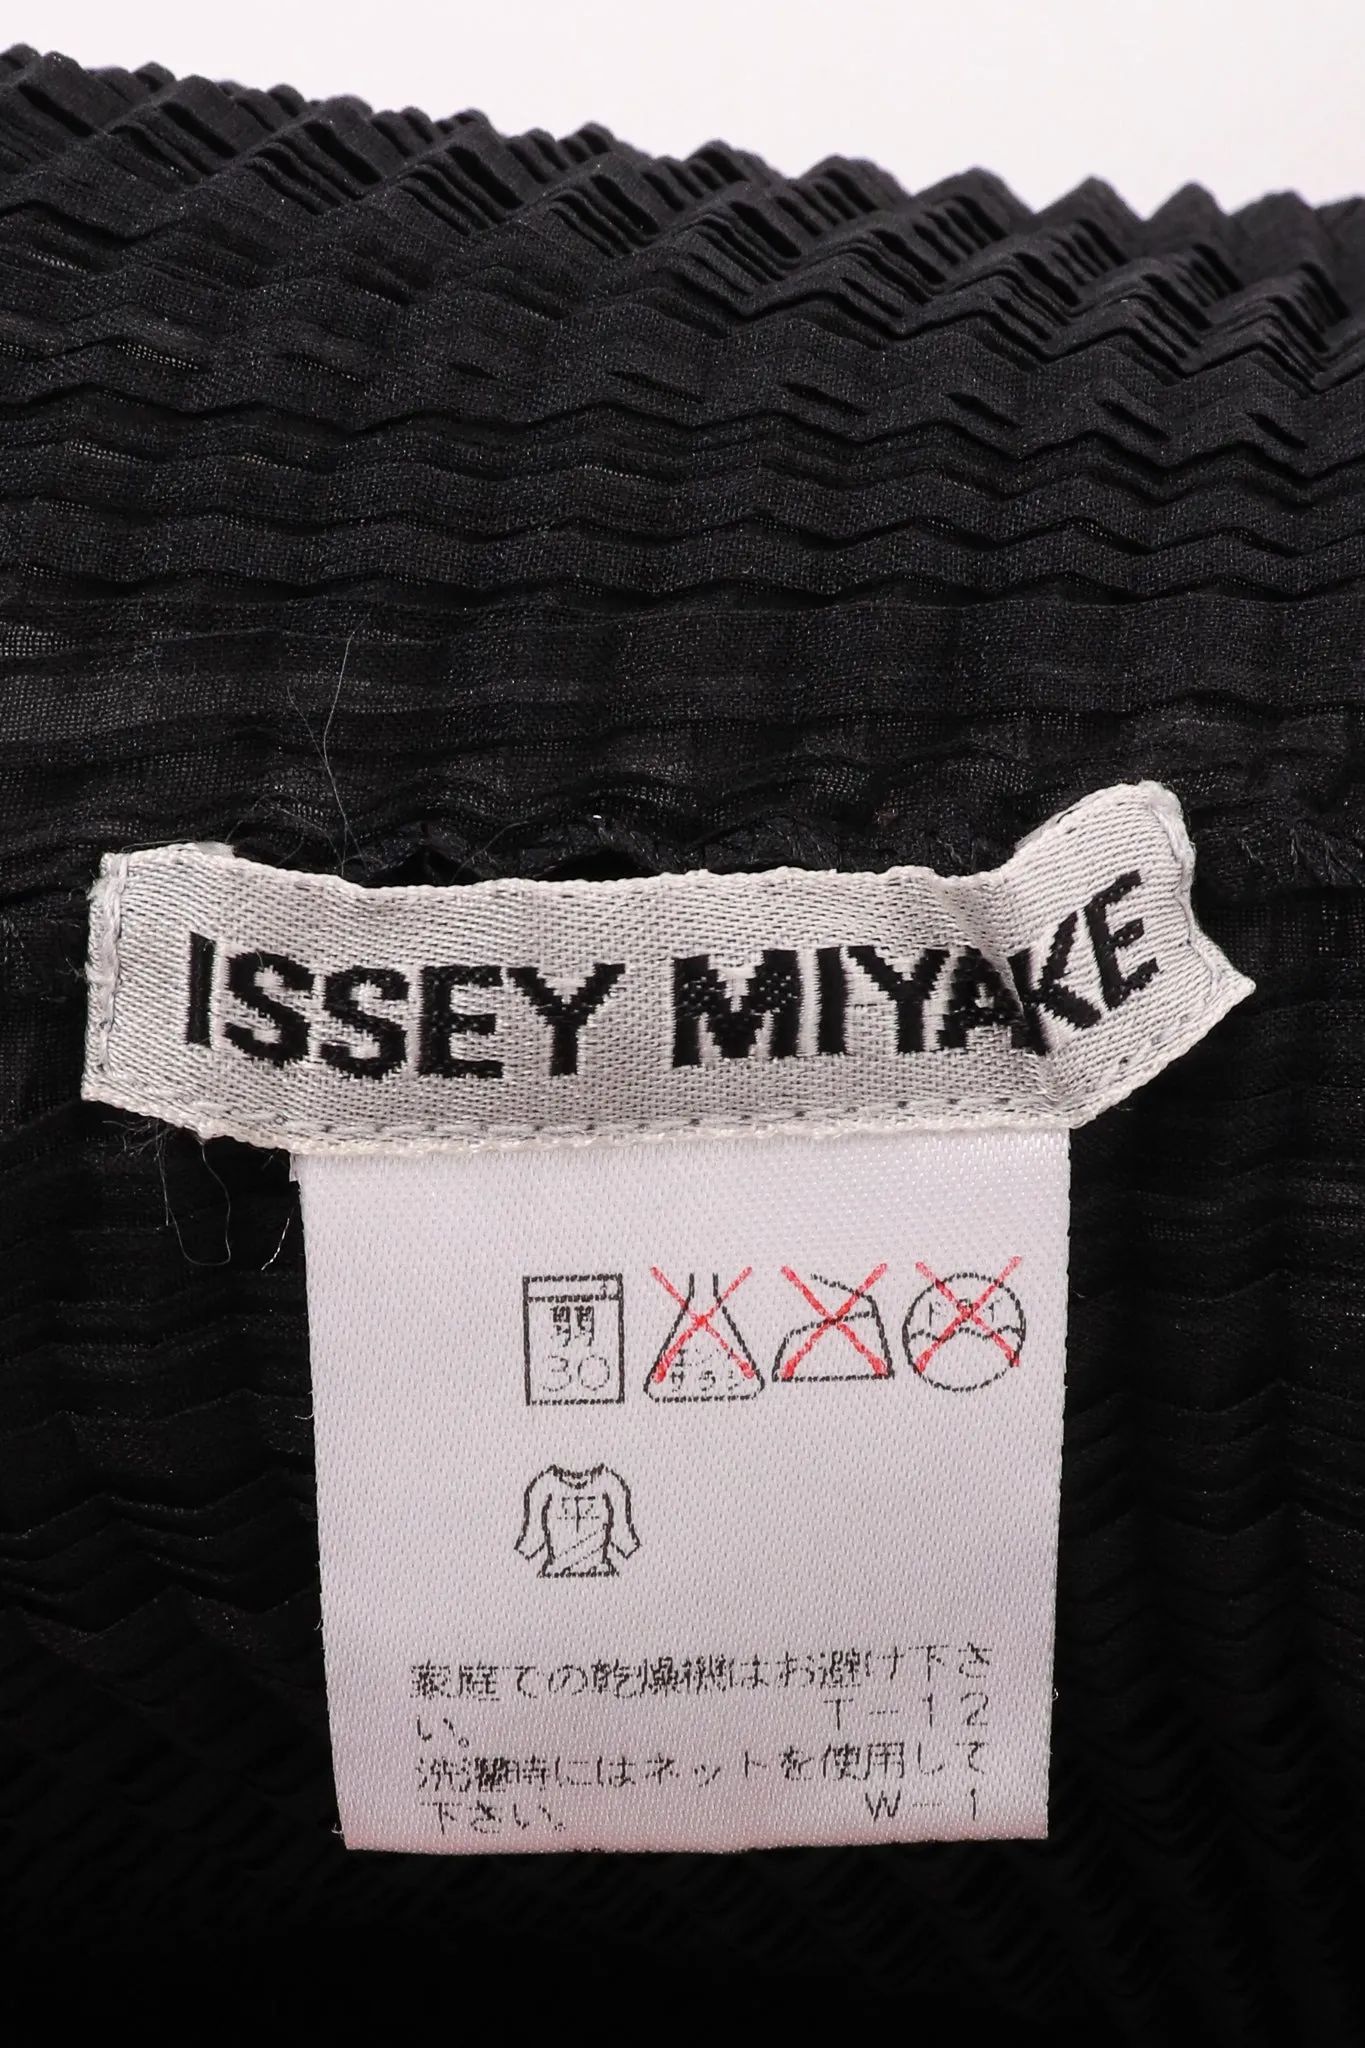 ISSEY MIYAKE
弱
30
エンソ
サラシ
ドライ
平
家庭での乾燥機はお避け下さ
い。 T－12
洗濯時にはネットを使用して
下さい。 W－1